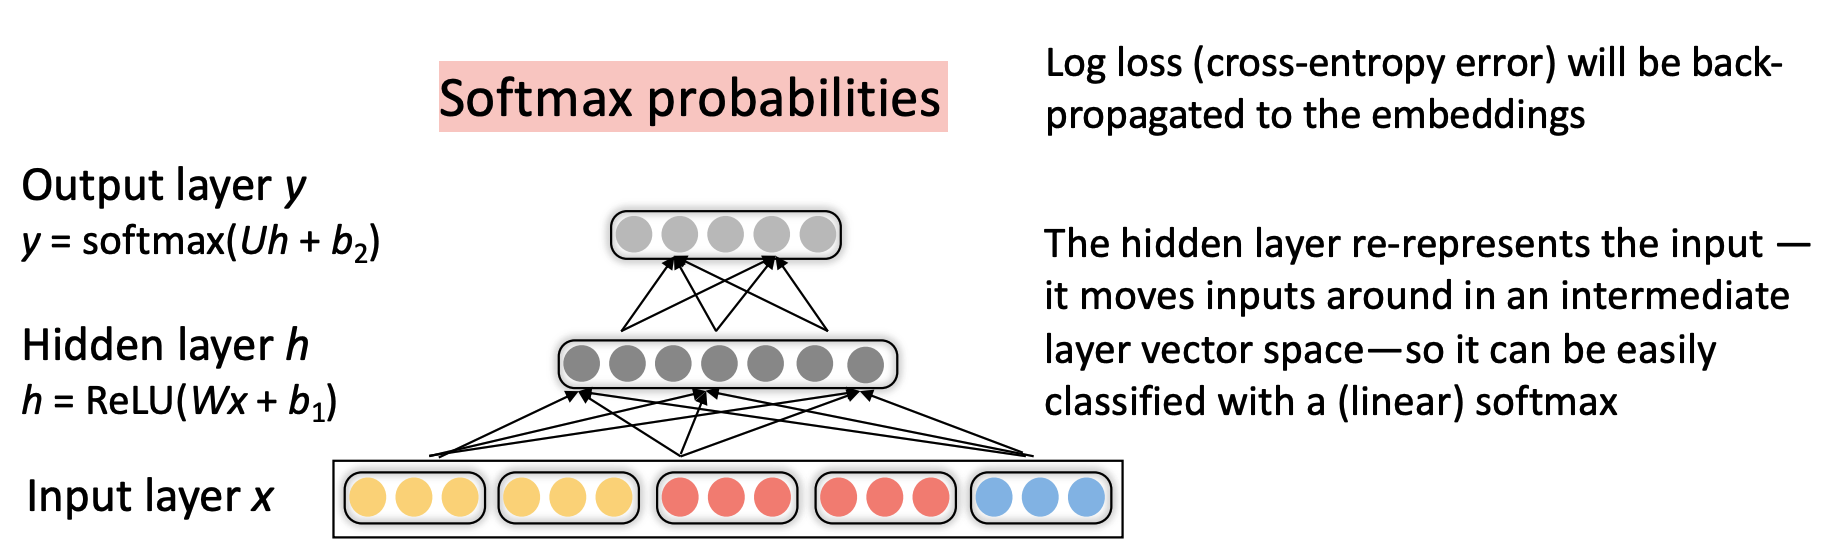 Softmax probabilities
Log loss (cross-entropy error) will be back-
propagated to the embeddings
Output layer y
y = softmax(Uh + b₂)
The hidden layer re-represents the input —
it moves inputs around in an intermediate
layer vector space—so it can be easily
classified with a (linear) softmax
Hidden layer h
h = ReLU(Wx + b₁)
Input layer x